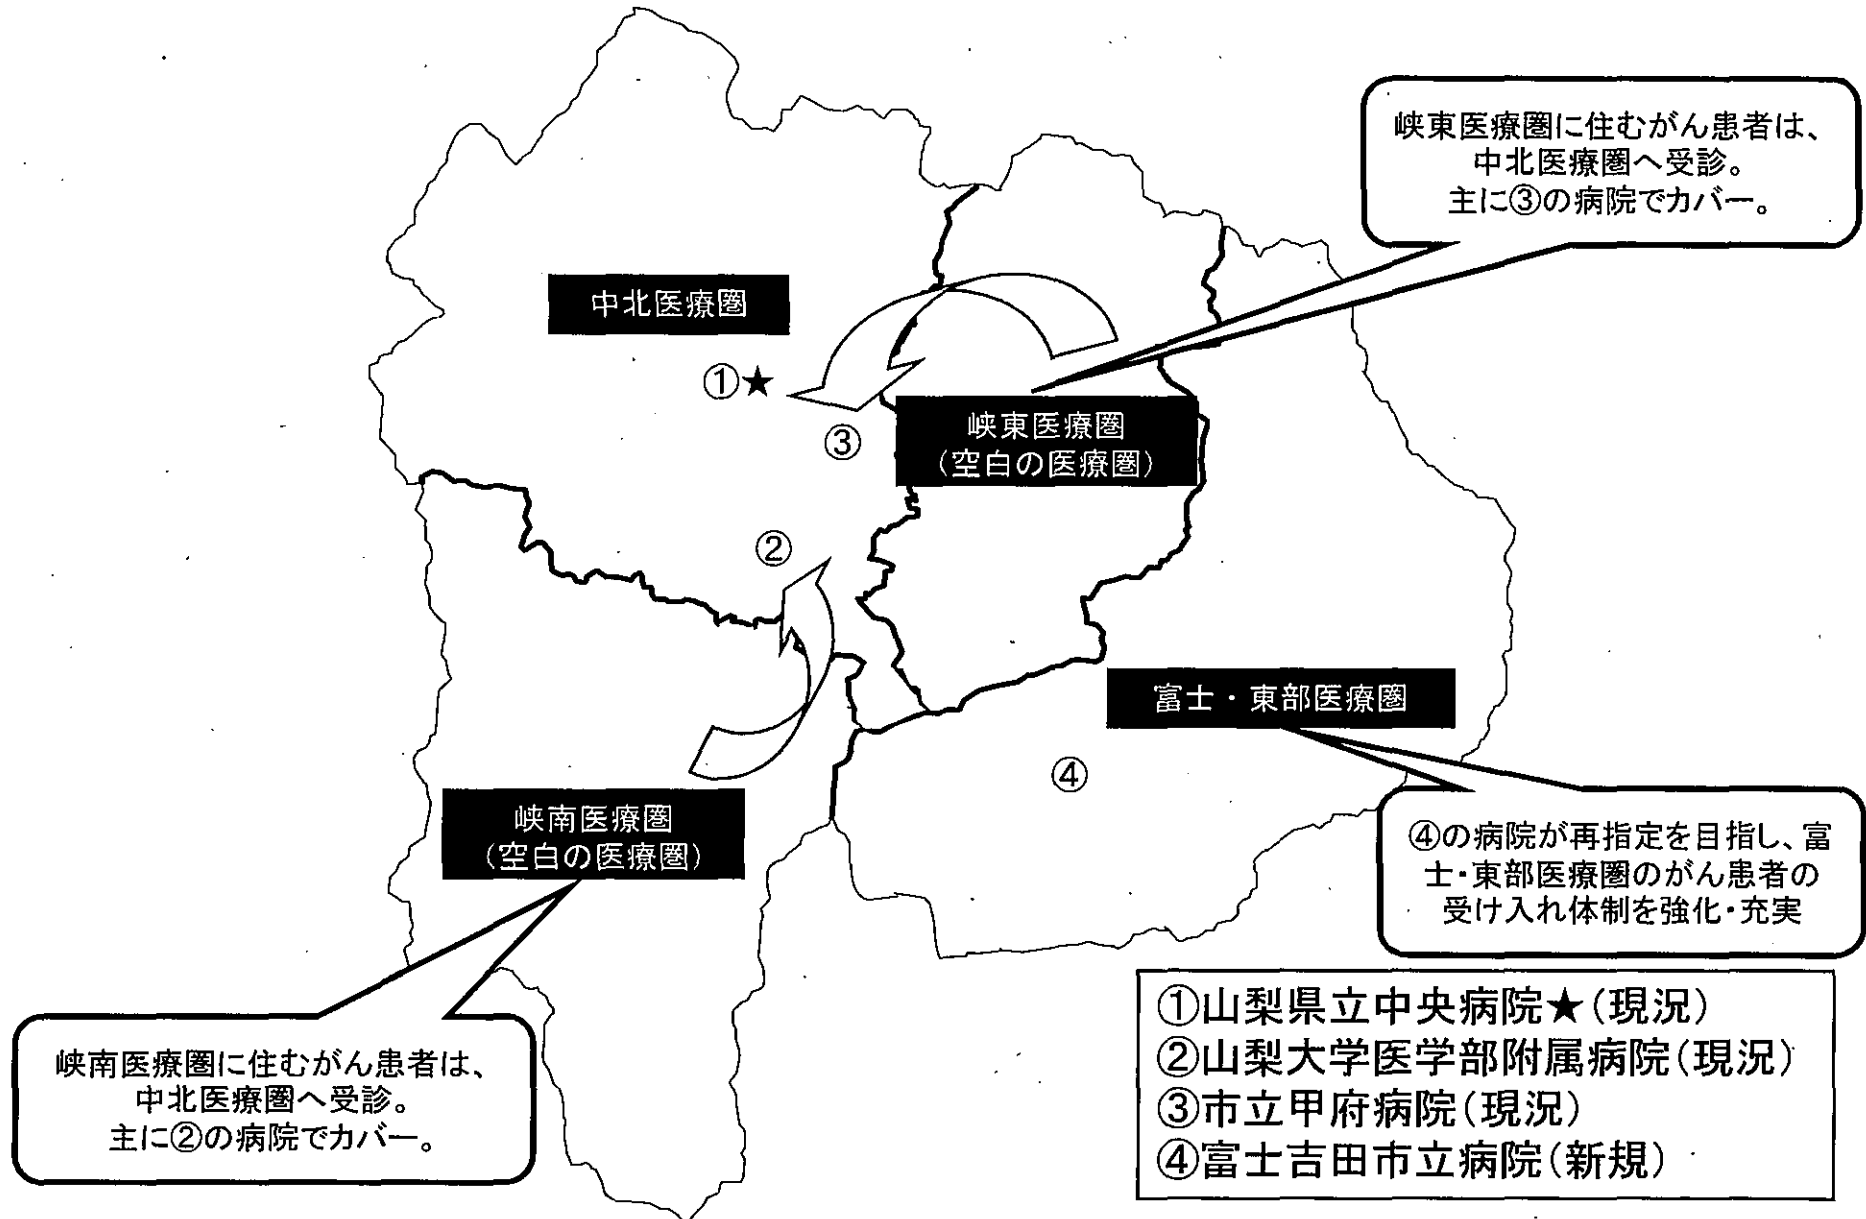 峡東医療圏に住むがん患者は、
中北医療圏へ受診。
主に③の病院でカバー。
中北医療圏
①★
③
峡東医療圏
(空白の医療圏)
②
富士・東部医療圏
④
峡南医療圏
(空白の医療圏)
④の病院が再指定を目指し、富
士・東部医療圏のがん患者の
受け入れ体制を強化・充実
峡南医療圏に住むがん患者は、
中北医療圏へ受診。
主に②の病院でカバー。
①山梨県立中央病院★(現況)
②山梨大学医学部附属病院(現況)
③市立甲府病院(現況)
④富士吉田市立病院(新規)